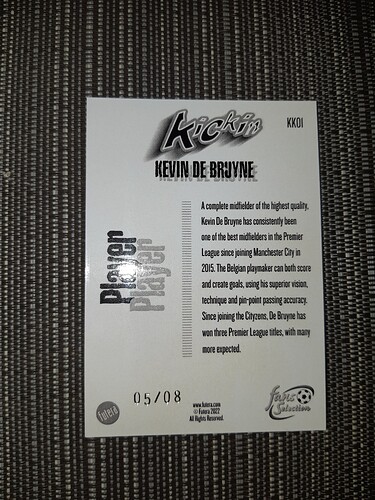 kickin
KK01
KEVIN DE BRUYNE
A complete midfielder of the highest quality,
Kevin De Bruyne has consistently been
one of the best midfielders in the Premier
League since joining Manchester City in
2015. The Belgian playmaker can both score
and create goals, using his superior vision,
technique and pin-point passing accuracy.
Since joining the Cityzens, De Bruyne has
won three Premier League titles, with many
more expected.
Player
Player
Futera
05/08
www.futera.com
© Futera 2022
All Rights Reserved.
fans
Selection